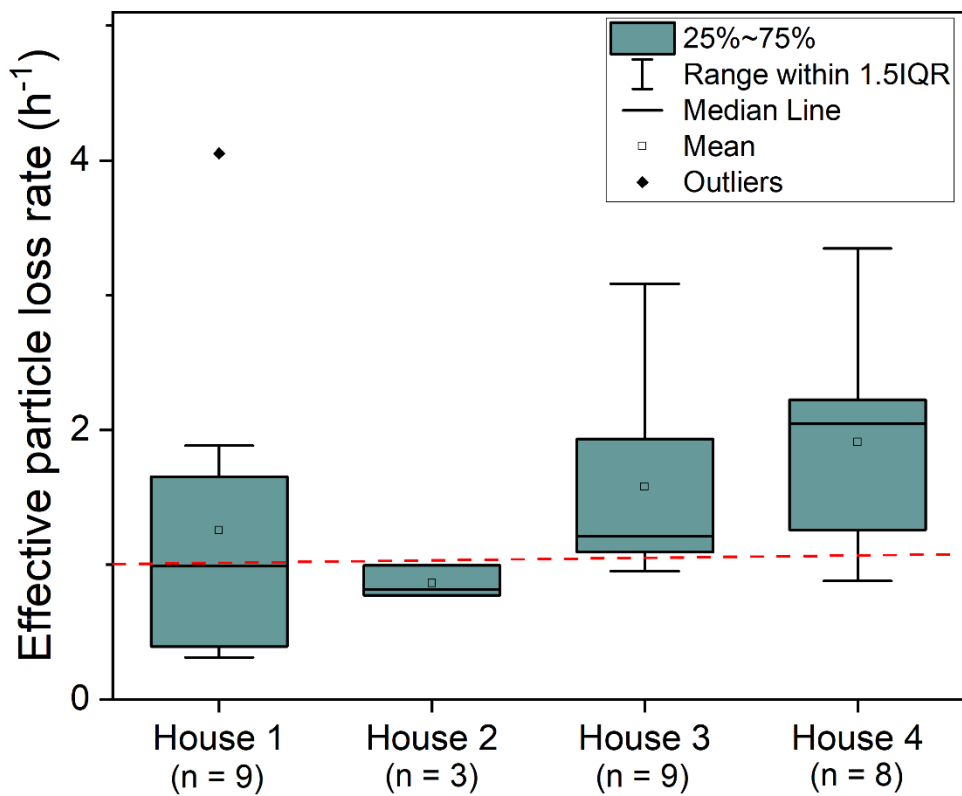 Effective particle loss rate (h⁻¹)
4
2
0
25%~75%
Range within 1.5IQR
Median Line
Mean
Outliers
House 1
(n = 9)
House 2
(n = 3)
House 3
(n = 9)
House 4
(n = 8)